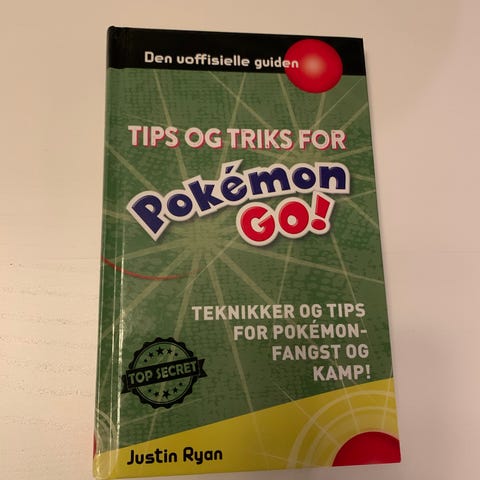 Den uoffisielle guiden
TIPS OG TRIKS FOR
Pokémon
GO!
TEKNIKKER OG TIPS
FOR POKÉMON-
FANGST OG
KAMP!
TOP SECRET
Justin Ryan